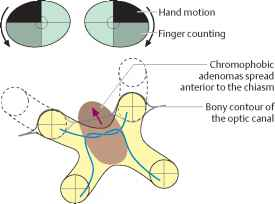 Hand motion
Finger counting
Chromophobic
adenomas spread
anterior to the chiasm
Bony contour of
the optic canal